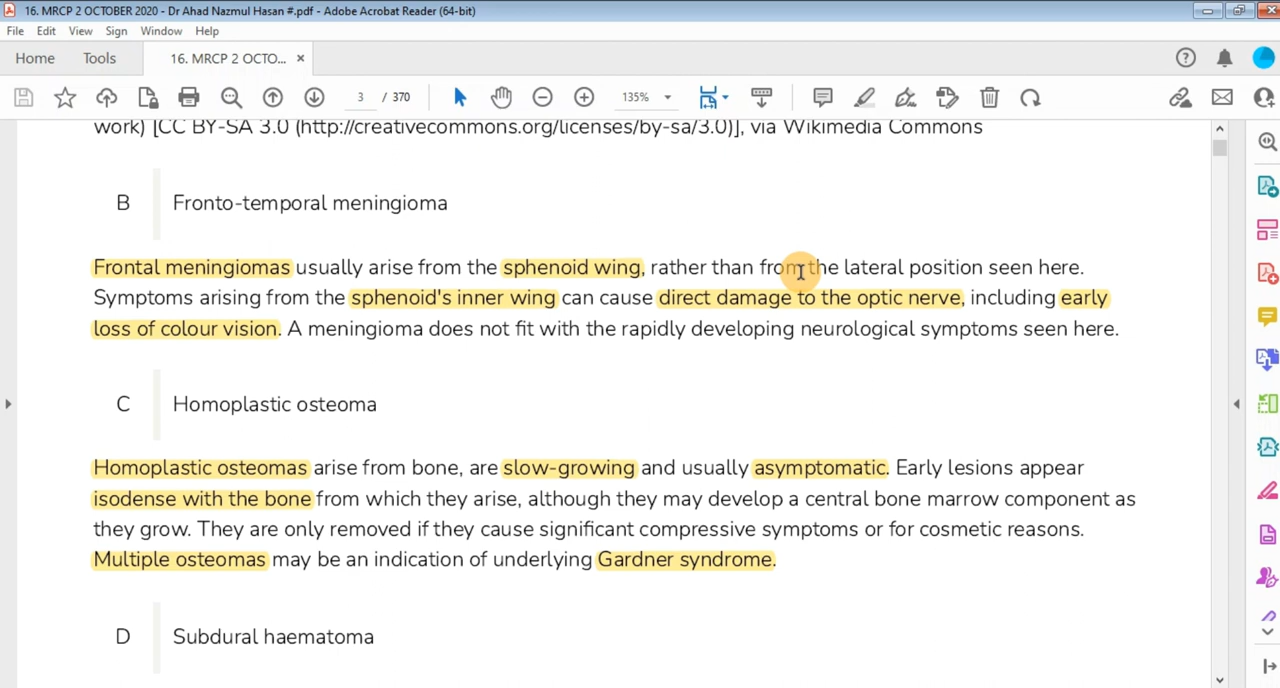 16. MRCP 2 OCTOBER 2020 - Dr Ahad Nazmul Hasan #.pdf - Adobe Acrobat Reader (64-bit)
File Edit View Sign Window Help
Home Tools 16. MRCP 2 OCTO... ×
3 / 370 135%
work) [CC BY-SA 3.0 (http://creativecommons.org/licenses/by-sa/3.0)], via Wikimedia Commons
B Fronto-temporal meningioma
Frontal meningiomas usually arise from the sphenoid wing, rather than from the lateral position seen here.
Symptoms arising from the sphenoid's inner wing can cause direct damage to the optic nerve, including early
loss of colour vision. A meningioma does not fit with the rapidly developing neurological symptoms seen here.
C Homoplastic osteoma
Homoplastic osteomas arise from bone, are slow-growing and usually asymptomatic. Early lesions appear
isodense with the bone from which they arise, although they may develop a central bone marrow component as
they grow. They are only removed if they cause significant compressive symptoms or for cosmetic reasons.
Multiple osteomas may be an indication of underlying Gardner syndrome.
D Subdural haematoma